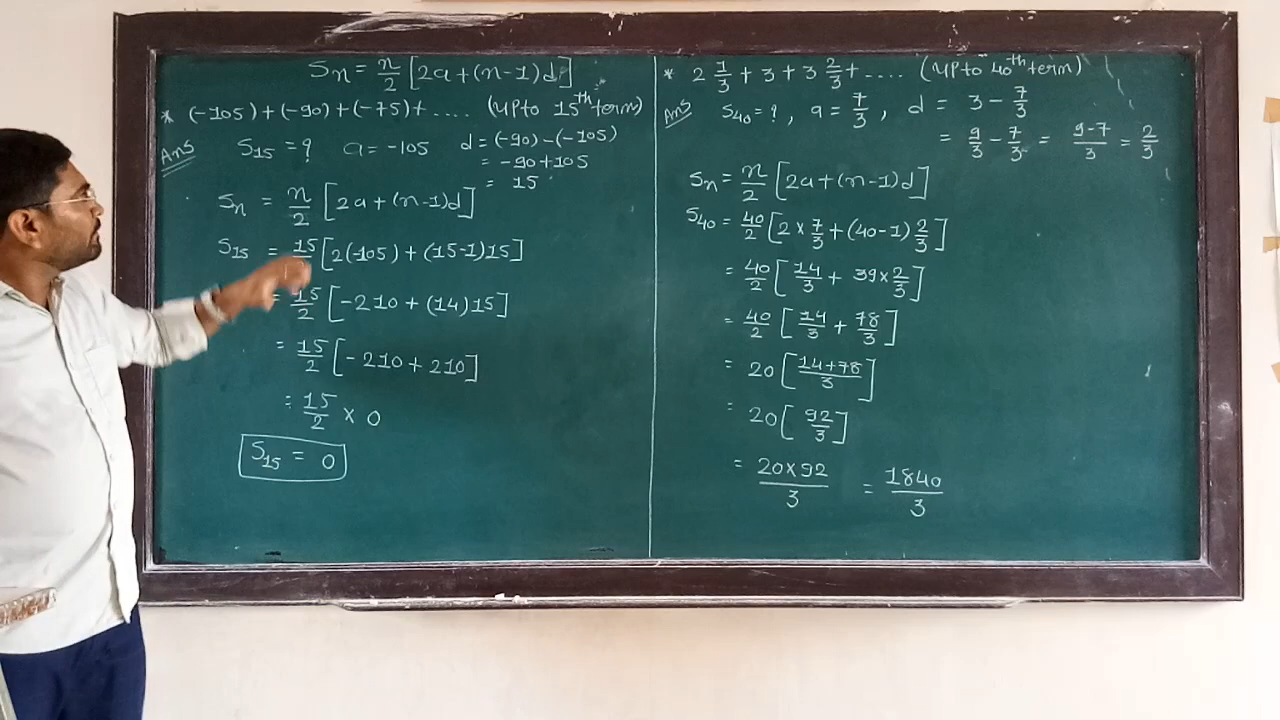 Sn = n/2 [2a+(n-1)d]
* (-105)+(-90)+(-75)+ ..... (upto 15th term)
Ans S15 = ? a = -105 d = (-90)-(-105)
= -90+105
= 15
Sn = n/2 [2a+(n-1)d]
S15 = 15/2 [2(-105)+(15-1)15]
= 15/2 [-210+(14)15]
= 15/2 [-210+210]
= 15/2 × 0
S15 = 0
* 2 1/3 + 3 + 3 2/3 + .... (upto 40th term)
Ans S40 = ? , a = 7/3 , d = 3 - 7/3
= 9/3 - 7/3 = 9-7/3 = 2/3
Sn = n/2 [2a+(n-1)d]
S40 = 40/2 [2 × 7/3 + (40-1) 2/3]
= 40/2 [14/3 + 39 × 2/3]
= 40/2 [14/3 + 78/3]
= 20 [14+78/3]
= 20 [92/3]
= 20×92/3 = 1840/3